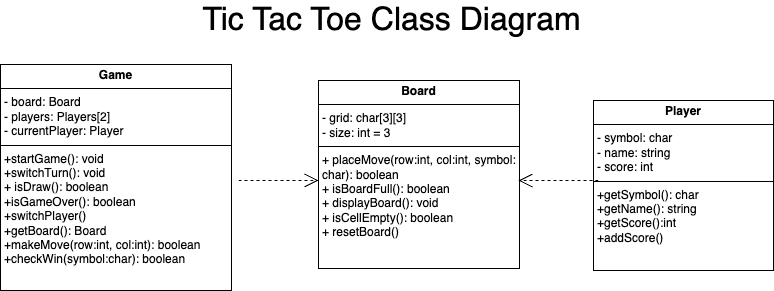 Tic Tac Toe Class Diagram
Game
- board: Board
- players: Players[2]
- currentPlayer: Player
+startGame(): void
+switchTurn(): void
+ isDraw(): boolean
+isGameOver(): boolean
+switchPlayer()
+getBoard(): Board
+makeMove(row:int, col:int): boolean
+checkWin(symbol:char): boolean
Board
- grid: char[3][3]
- size: int = 3
+ placeMove(row:int, col:int, symbol:
char): boolean
+ isBoardFull(): boolean
+ displayBoard(): void
+ isCellEmpty(): boolean
+ resetBoard()
Player
- symbol: char
- name: string
- score: int
+getSymbol(): char
+getName(): string
+getScore():int
+addScore()